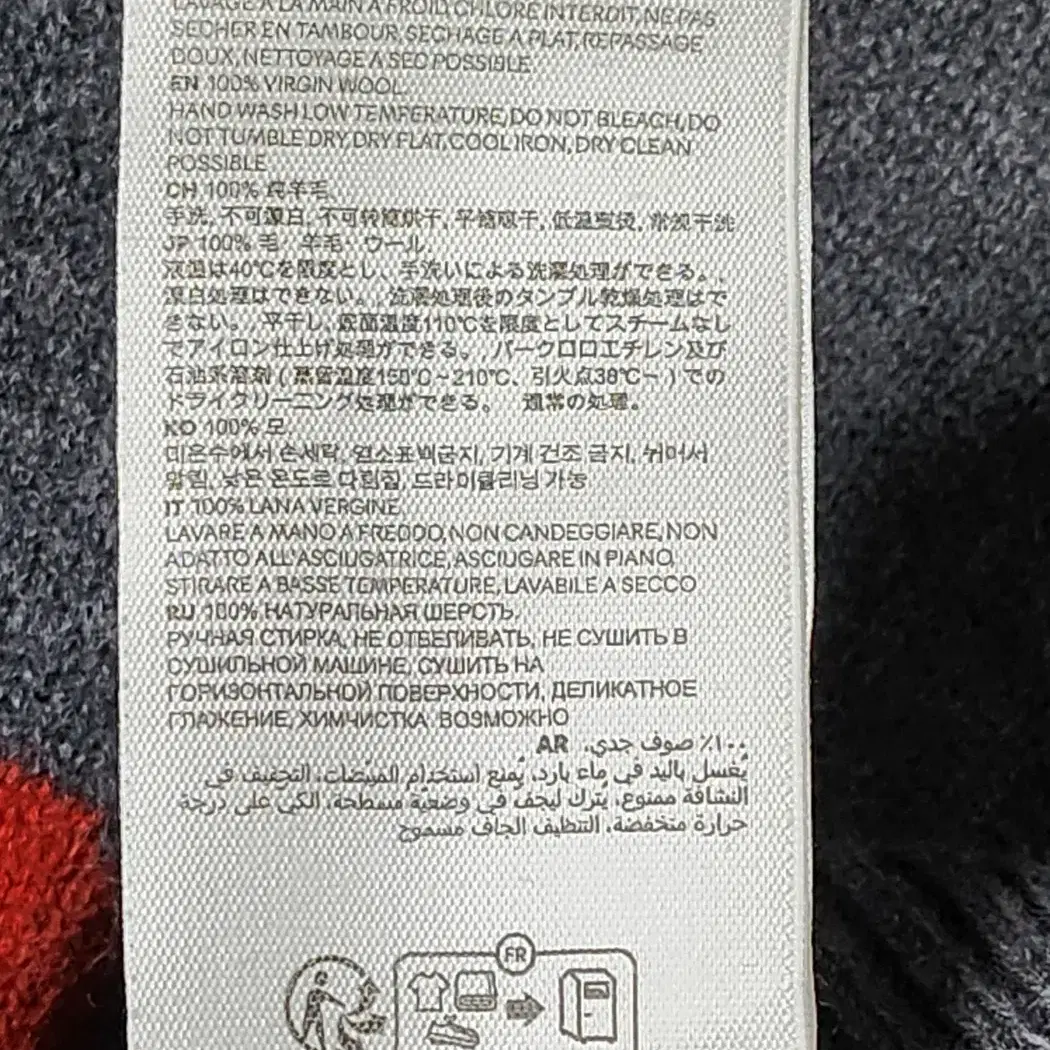 LAVAGE A LA MAIN A FROID, CHLORE INTERDIT, NE PAS
SECHER EN TAMBOUR, SECHAGE A PLAT, REPASSAGE
DOUX, NETTOYAGE A SEC POSSIBLE
EN 100% VIRGIN WOOL.
HAND WASH LOW TEMPERATURE, DO NOT BLEACH, DO
NOT TUMBLE DRY, DRY FLAT, COOL IRON, DRY CLEAN
POSSIBLE
CH 100% 纯羊毛.
手洗, 不可漂白, 不可转笼烘干, 平铺晾干, 低温熨烫, 常规干洗
JP 100% 毛・羊毛・ウール.
液温は40℃を限度とし、手洗いによる洗濯処理ができる。,
漂白処理はできない。, 洗濯処理後のタンブル乾燥処理はで
きない。, 平干し, 底面温度110℃を限度としてスチームなし
でアイロン仕上げ処理ができる。, パークロロエチレン及び
石油系溶剤 ( 蒸留温度150℃~210℃、引火点38℃~ ) での
ドライクリーニング処理ができる。 通常の処理。
KO 100% 모.
미온수에서 손세탁, 염소표백금지, 기계 건조 금지, 뉘어서
말림, 낮은 온도로 다림질, 드라이클리닝 가능
IT 100% LANA VERGINE.
LAVARE A MANO A FREDDO, NON CANDEGGIARE, NON
ADATTO ALL'ASCIUGATRICE, ASCIUGARE IN PIANO,
STIRARE A BASSE TEMPERATURE, LAVABILE A SECCO
RU 100% НАТУРАЛЬНАЯ ШЕРСТЬ.
РУЧНАЯ СТИРКА, НЕ ОТБЕЛИВАТЬ, НЕ СУШИТЬ В
СУШИЛЬНОЙ МАШИНЕ, СУШИТЬ НА
ГОРИЗОНТАЛЬНОЙ ПОВЕРХНОСТИ, ДЕЛИКАТНОЕ
ГЛАЖЕНИЕ, ХИМЧИСТКА ВОЗМОЖНО
١٠٠٪ صوف جدي. AR
يُغسل باليد في ماء بارد، يُمنع استخدام المبيّضات، التجفيف في
النشافة ممنوع، يُترك ليجف في وضعية مسطحة، الكي على درجة
حرارة منخفضة، التنظيف الجاف مسموح
FR